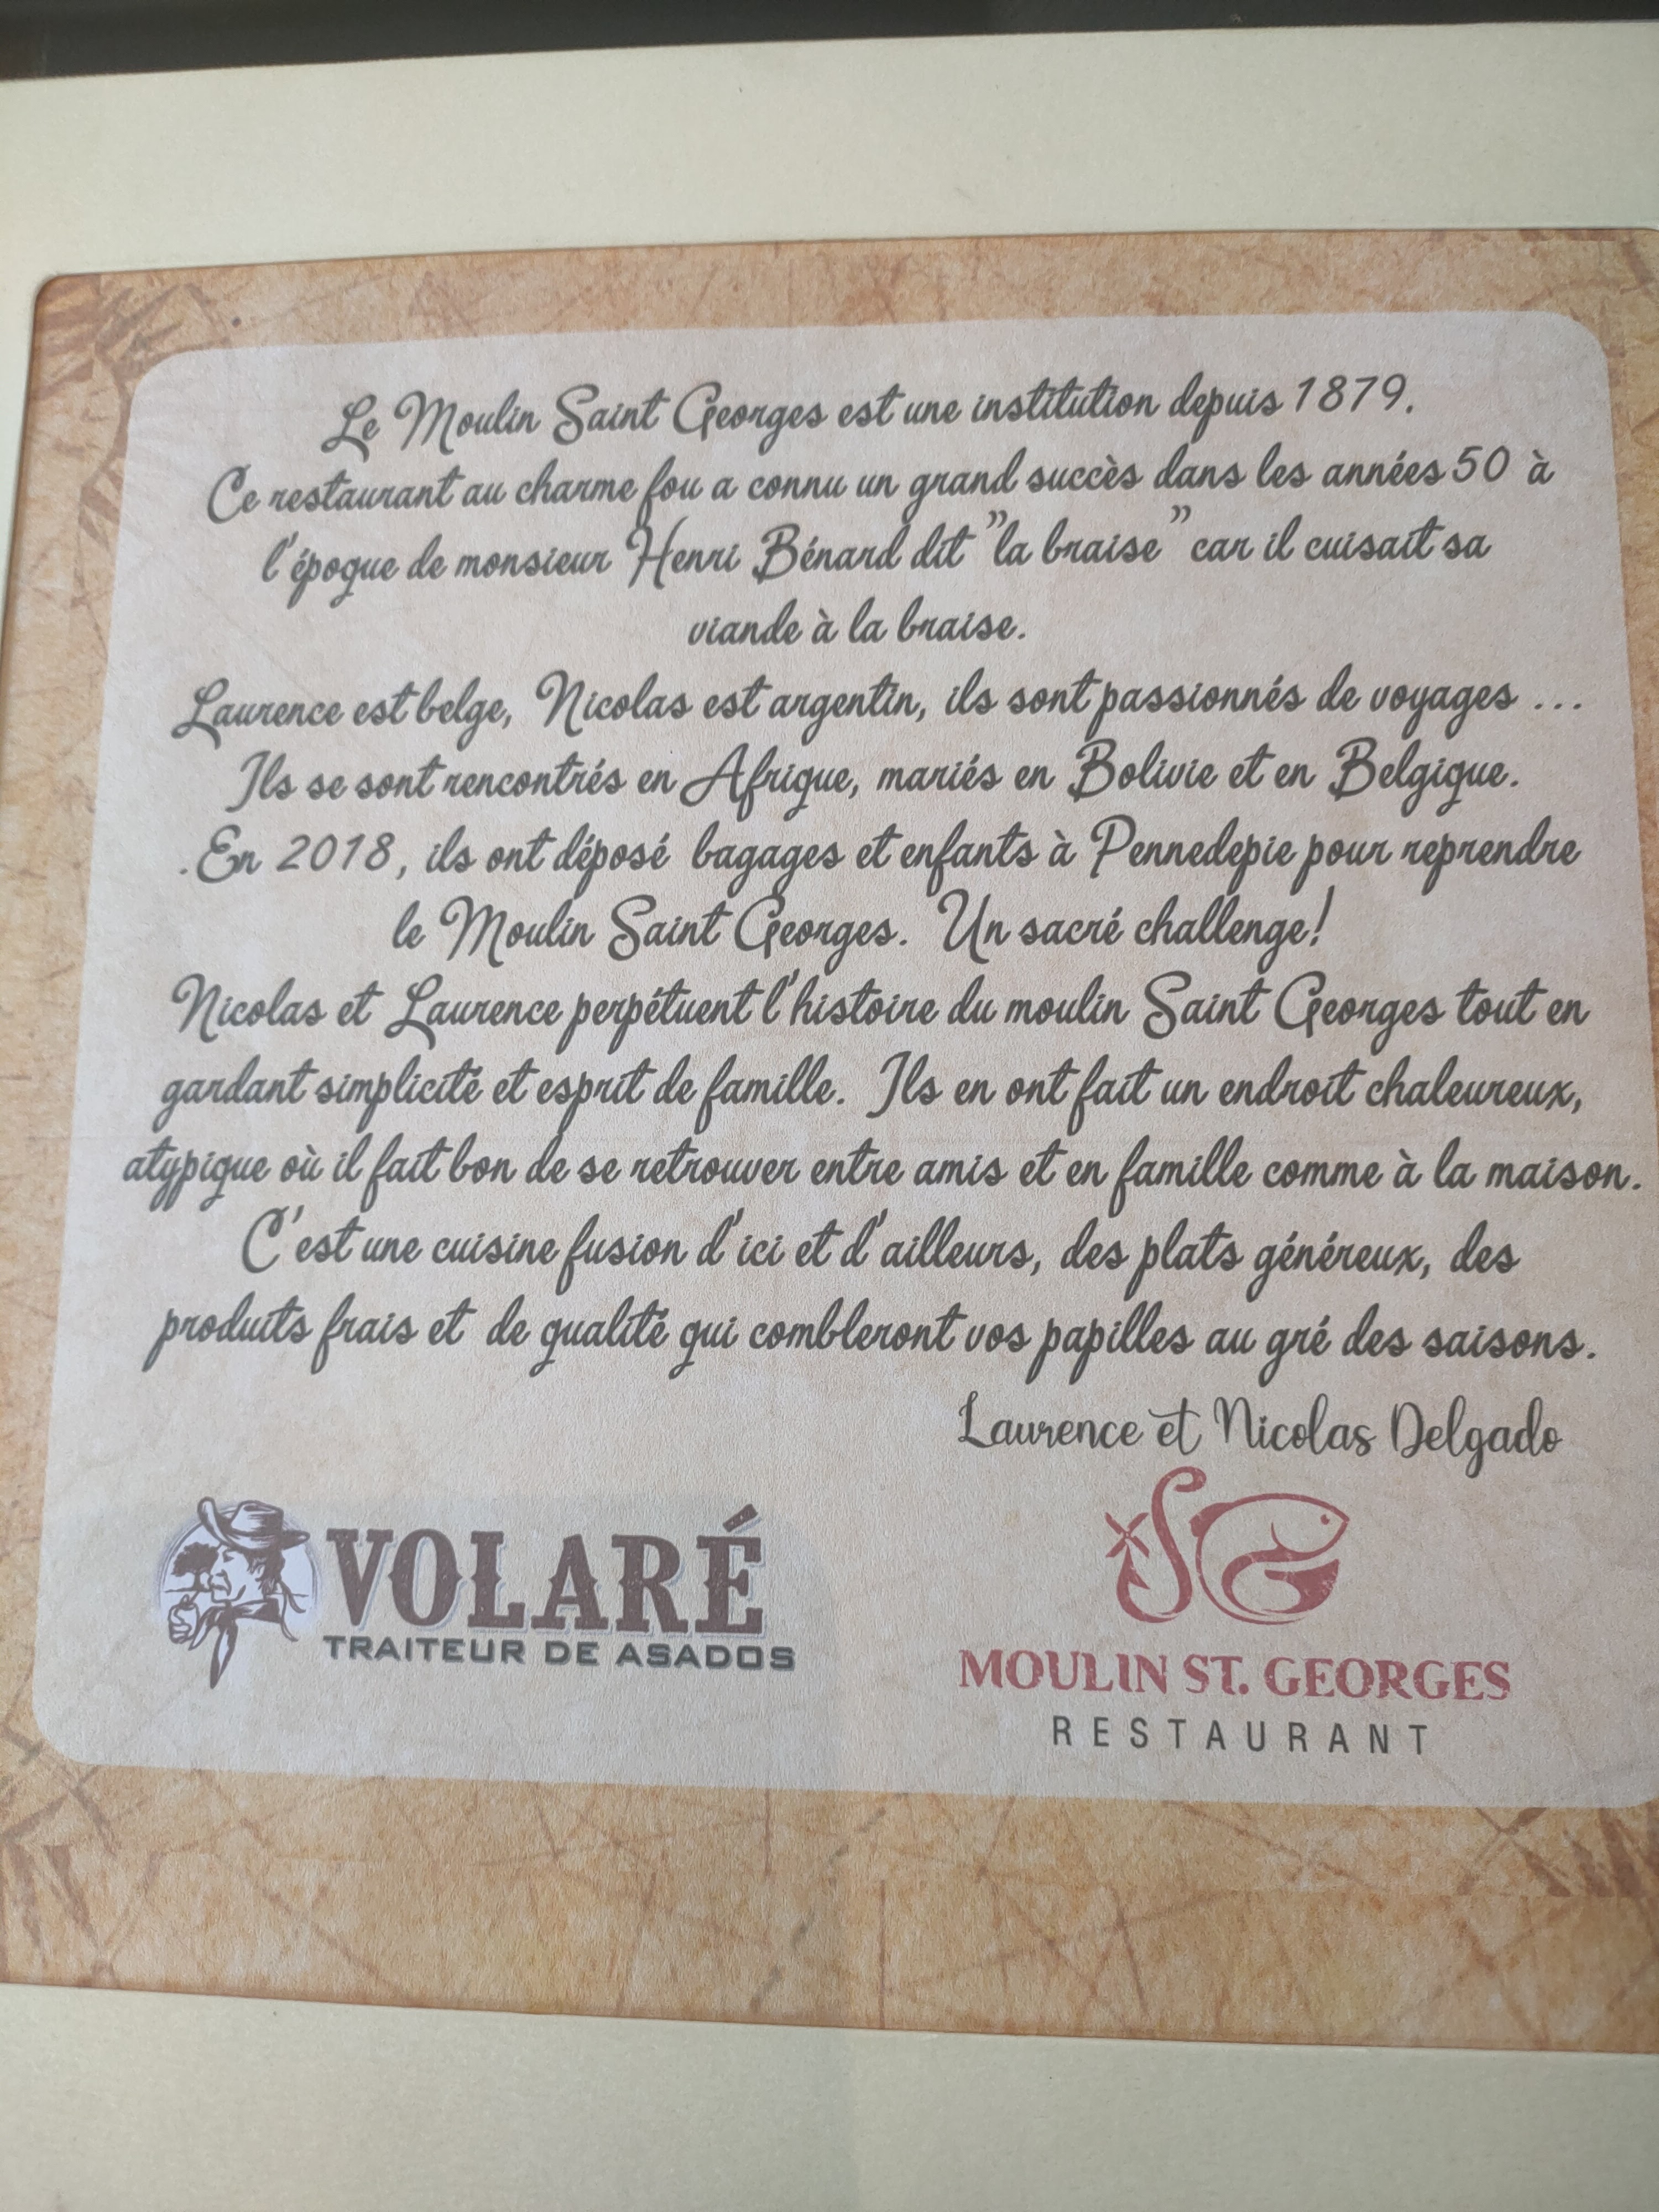 Le Moulin Saint Georges est une institution depuis 1879.
Ce restaurant au charme fou a connu un grand succès dans les années 50 à
l'époque de monsieur Henri Bénard dit "la braise" car il cuisait sa
viande à la braise.
Laurence est belge, Nicolas est argentin, ils sont passionnés de voyages ...
Ils se sont rencontrés en Afrique, mariés en Bolivie et en Belgique.
.En 2018, ils ont déposé bagages et enfants à Pennedepie pour reprendre
le Moulin Saint Georges. Un sacré challenge!
Nicolas et Laurence perpétuent l'histoire du moulin Saint Georges tout en
gardant simplicité et esprit de famille. Ils en ont fait un endroit chaleureux,
atypique où il fait bon de se retrouver entre amis et en famille comme à la maison.
C'est une cuisine fusion d'ici et d'ailleurs, des plats généreux, des
produits frais et de qualité qui combleront vos papilles au gré des saisons.
Laurence et Nicolas Delgado
VOLARÉ
TRAITEUR DE ASADOS
SG
MOULIN ST. GEORGES
RESTAURANT